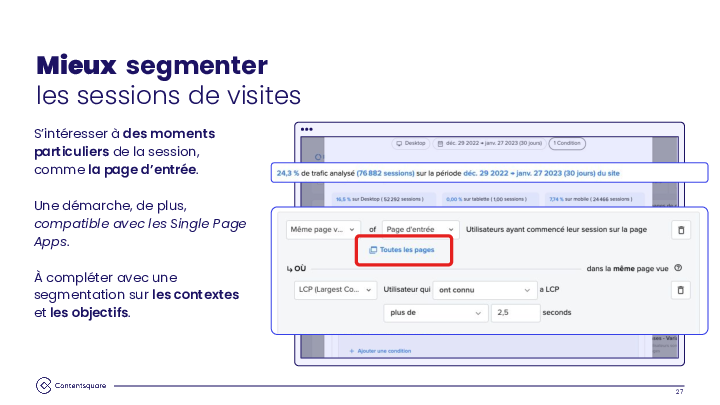 Mieux segmenter
les sessions de visites
S'intéresser à des moments
particuliers de la session,
comme la page d'entrée.
Une démarche, de plus,
compatible avec les Single Page
Apps.
À compléter avec une
segmentation sur les contextes
et les objectifs.
Desktop déc. 29 2022 → janv. 27 2023 (30 jours) 1 Condition
24,3 % de trafic analysé (76 882 sessions) sur la période déc. 29 2022 → janv. 27 2023 (30 jours) du site
16,5 % sur Desktop ( 52 292 sessions ) 0,00 % sur tablette ( 1,00 sessions ) 7,74 % sur mobile ( 24 466 sessions )
Même page v... of Page d'entrée Utilisateurs ayant commencé leur session sur la page
Toutes les pages
OÙ dans la même page vue
LCP (Largest Co... Utilisateur qui ont connu a LCP
plus de 2,5 seconds
+ Ajouter une condition
Contentsquare
27